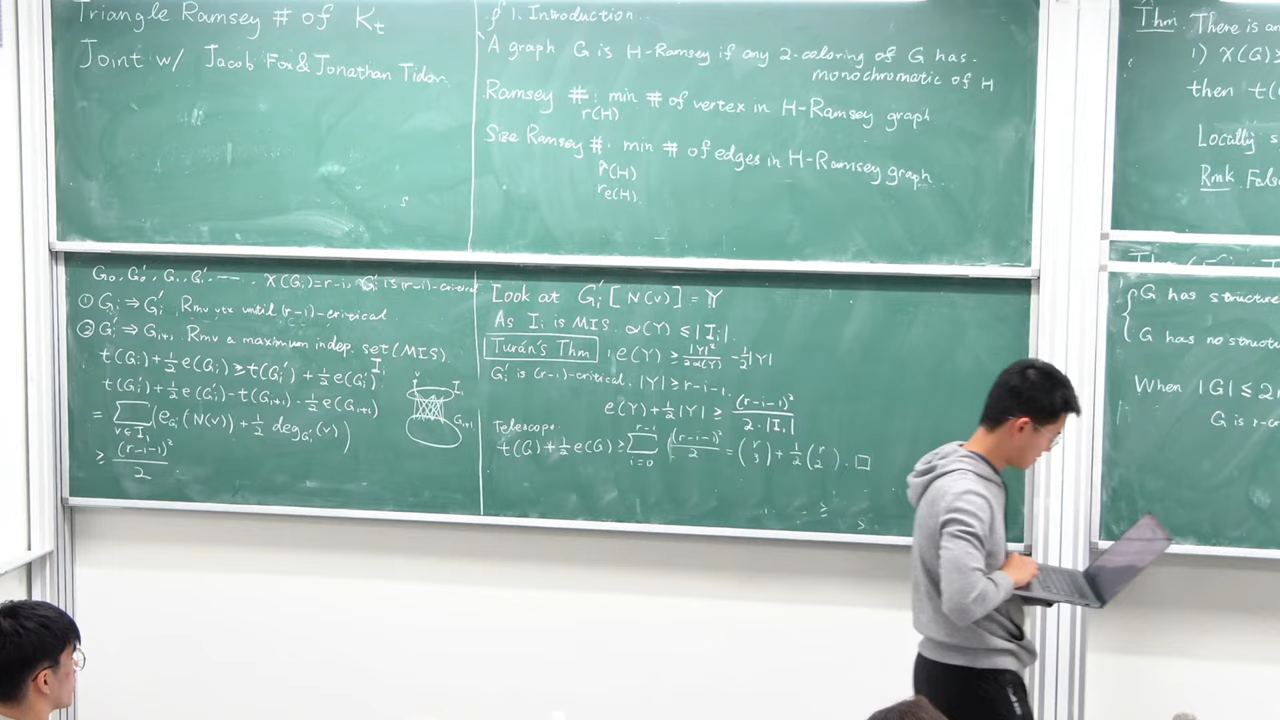 Triangle Ramsey # of K_t
Joint w/ Jacob Fox & Jonathan Tidor
§ 1. Introduction.
A graph G is H-Ramsey if any 2-coloring of G has
monochromatic of H
Ramsey #: min # of vertex in H-Ramsey graph
r(H)
Size Ramsey #: min # of edges in H-Ramsey graph
r̂(H)
r_e(H)
G_0, G_0', G_1, G_1', ---- . χ(G_i)=r-i, G_i' is (r-i)-critical
① G_i ⇒ G_i' Rmv vtx until (r-i)-critical
② G_i' ⇒ G_{i+1} Rmv a maximum indep. set (MIS)
I_i
t(G_i) + 1/2 e(G_i) ≥ t(G_i') + 1/2 e(G_i')
t(G_i') + 1/2 e(G_i') - t(G_{i+1}) - 1/2 e(G_{i+1})
= ∑_{v∈I_i} (e_{G_i'}(N(v)) + 1/2 deg_{G_i'}(v))
≥ (r-i-1)^2 / 2 .
v I_i
G_{i+1}
Look at G_i' [N(v)] = Y
As I_i is MIS. α(Y) ≤ |I_i|.
Turán's Thm : e(Y) ≥ |Y|^2 / 2α(Y) - 1/2 |Y|
G_i' is (r-i)-critical. |Y| ≥ r-i-1
e(Y) + 1/2 |Y| ≥ (r-i-1)^2 / 2·|I_i|
Telescope.
t(G) + 1/2 e(G) ≥ ∑_{i=0}^{r-1} (r-i-1)^2 / 2 = (r 3) + 1/2 (r 2) . □
Thm. There is an
1) χ(G) ≥
then t(
Locally s
Rmk. False
G has structure
G has no structu
When |G| ≤ 2
G is r-c